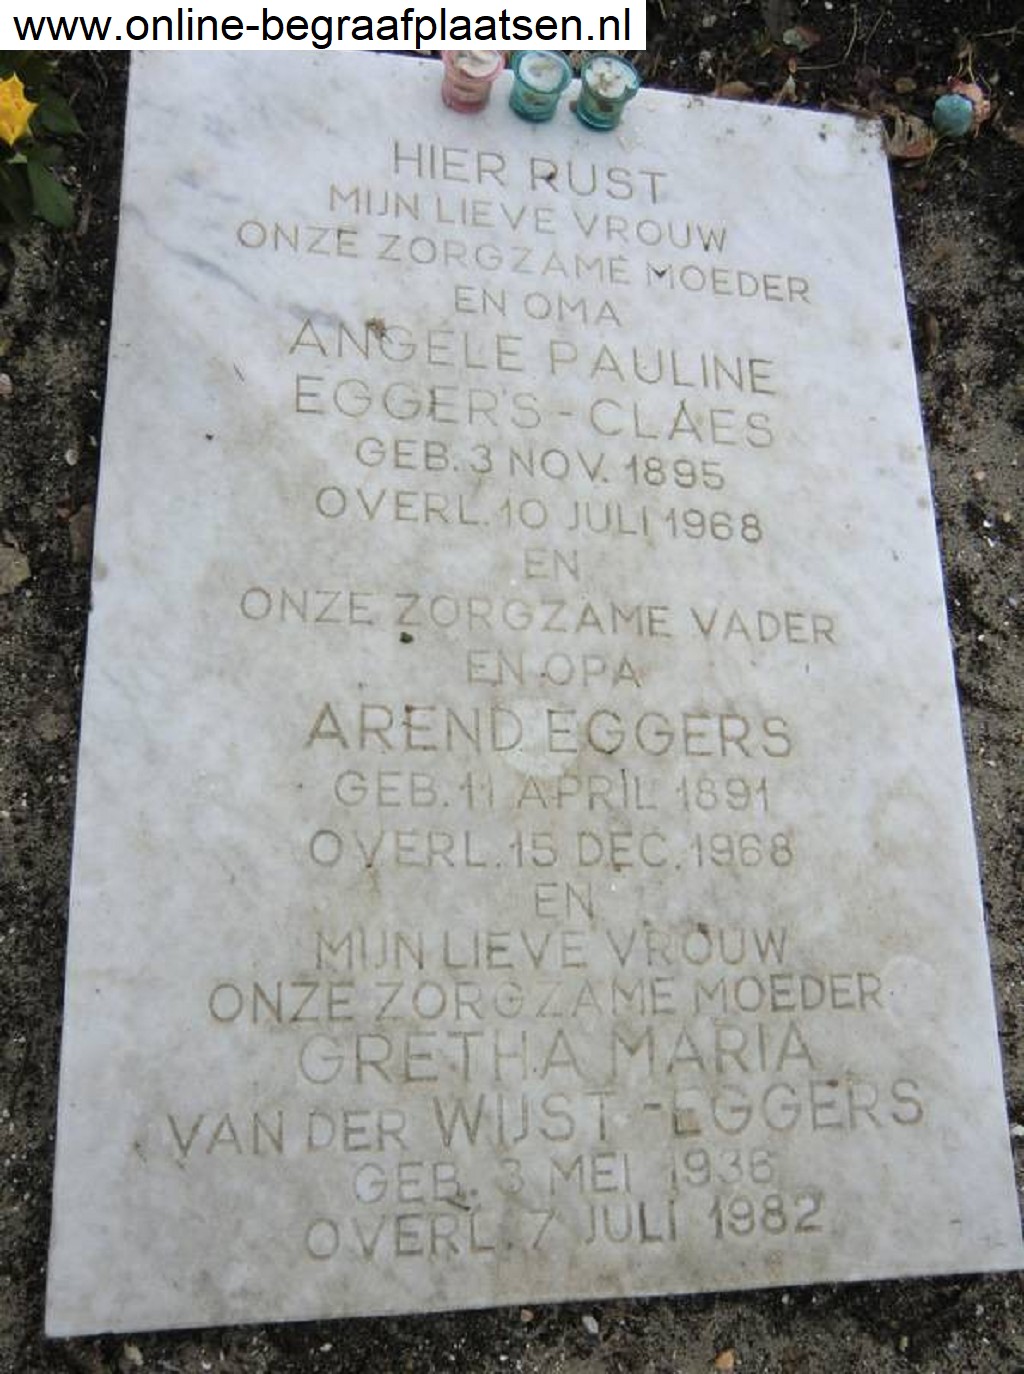 www.online-begraafplaatsen.nl
HIER RUST
MIJN LIEVE VROUW
ONZE ZORGZAME MOEDER
EN OMA
ANGÉLE PAULINE
EGGERS-CLAES
GEB. 3 NOV. 1895
OVERL. 10 JULI 1968
EN
ONZE ZORGZAME VADER
EN OPA
AREND EGGERS
GEB. 11 APRIL 1891
OVERL. 15 DEC. 1968
EN
MIJN LIEVE VROUW
ONZE ZORGZAME MOEDER
GRETHA MARIA
VAN DER WIJST-EGGERS
GEB. 3 MEI 1936
OVERL. 7 JULI 1982